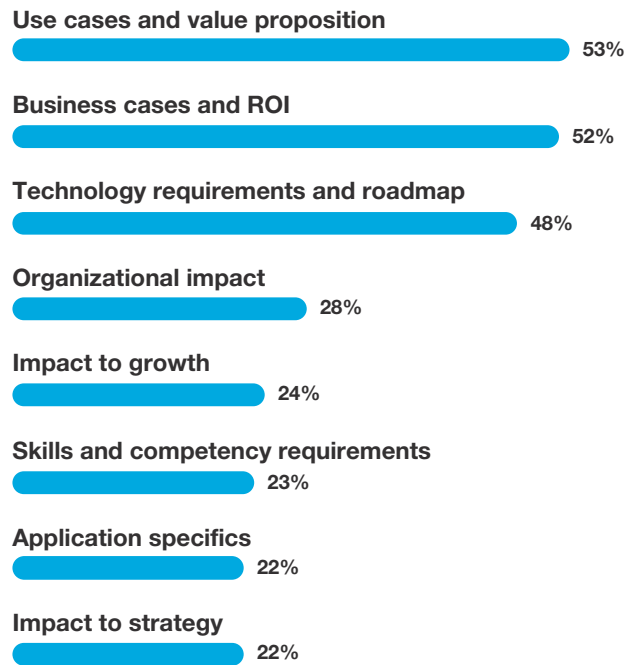 Use cases and value proposition
53%
Business cases and ROI
52%
Technology requirements and roadmap
48%
Organizational impact
28%
Impact to growth
24%
Skills and competency requirements
23%
Application specifics
22%
Impact to strategy
22%